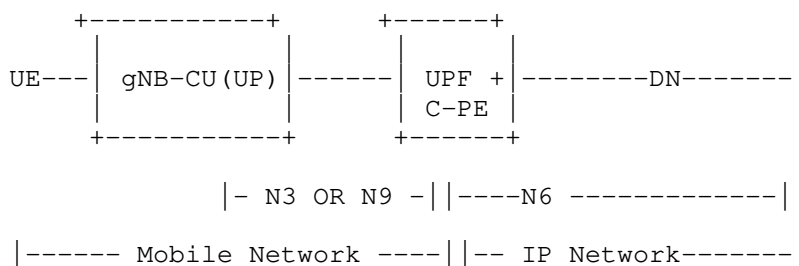 +-----------+ +------+
| | | |
UE---| gNB-CU(UP)|------| UPF +|--------DN-------
| | | C-PE |
+-----------+ +------+
|- N3 OR N9 -||----N6 -------------|
|------ Mobile Network ----||-- IP Network-------